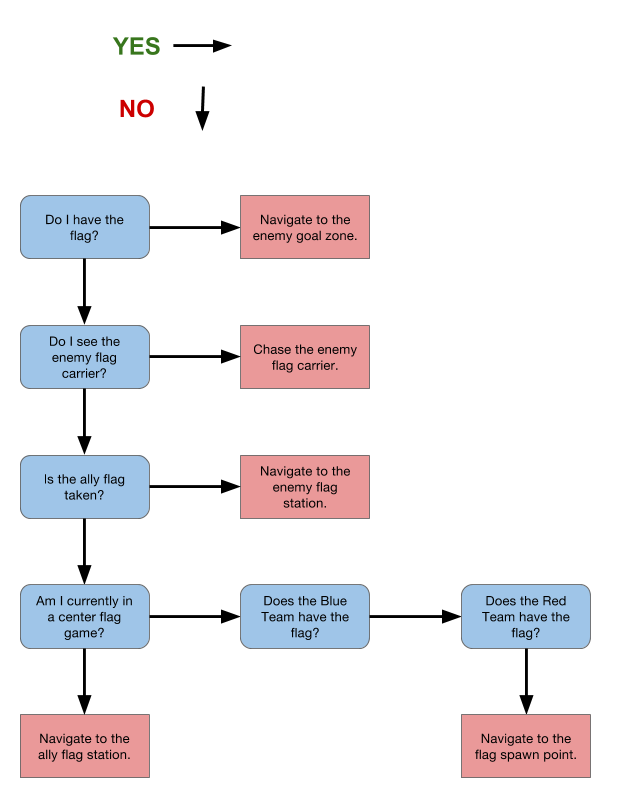 YES
NO
Do I have the
flag?
Navigate to the
enemy goal zone.
Do I see the
enemy flag
carrier?
Chase the enemy
flag carrier.
Is the ally flag
taken?
Navigate to the
enemy flag
station.
Am I currently in
a center flag
game?
Does the Blue
Team have the
flag?
Does the Red
Team have the
flag?
Navigate to the
ally flag station.
Navigate to the
flag spawn point.